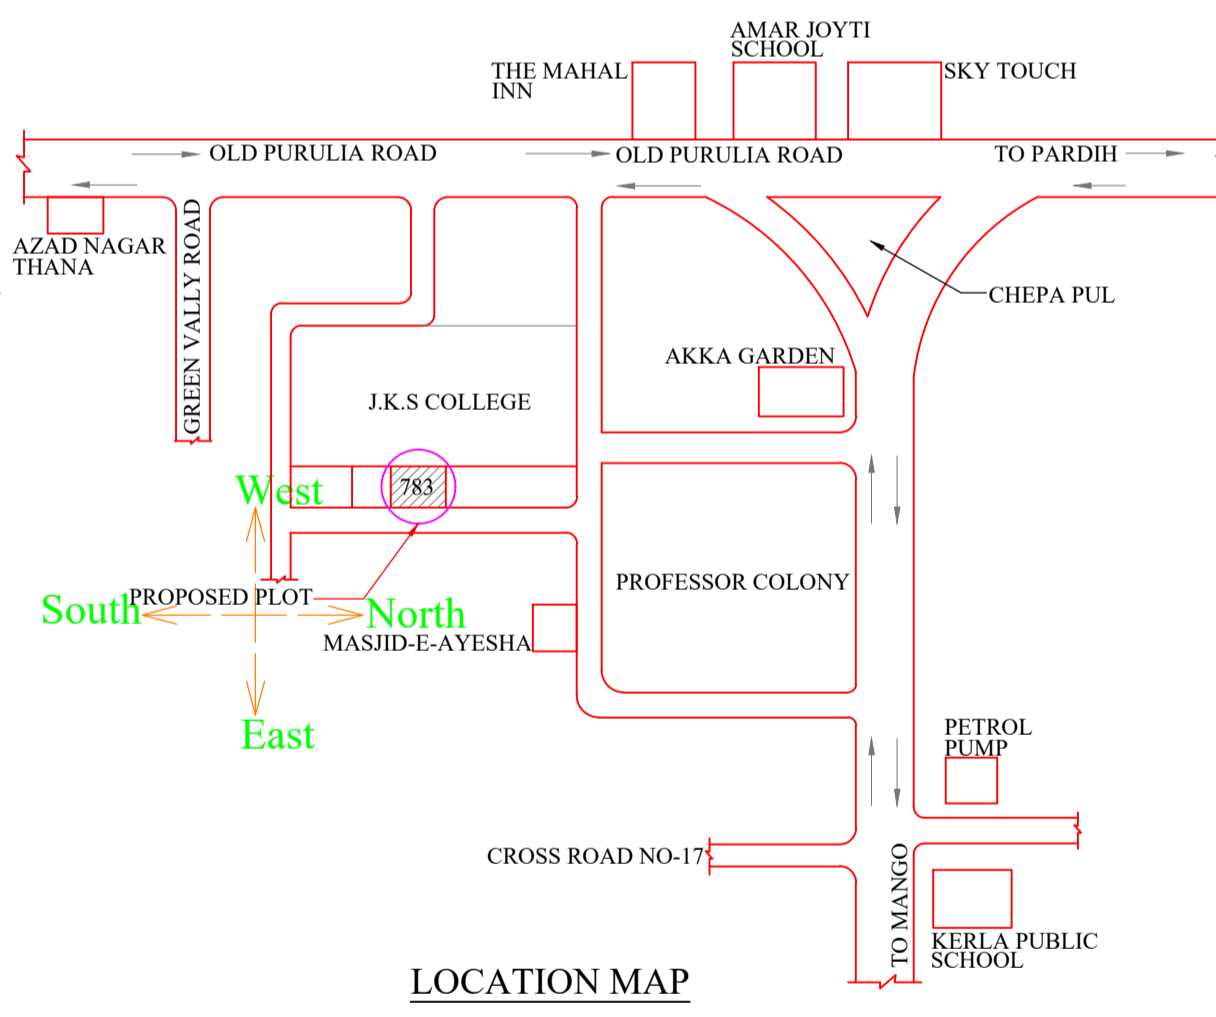 AMAR JOYTI
SCHOOL
THE MAHAL
INN
SKY TOUCH
OLD PURULIA ROAD
OLD PURULIA ROAD
TO PARDIH
AZAD NAGAR
THANA
GREEN VALLY ROAD
CHEPA PUL
AKKA GARDEN
J.K.S COLLEGE
West
783
PROFESSOR COLONY
PROPOSED PLOT
South
North
MASJID-E-AYESHA
East
PETROL
PUMP
CROSS ROAD NO-17
TO MANGO
KERLA PUBLIC
SCHOOL
LOCATION MAP